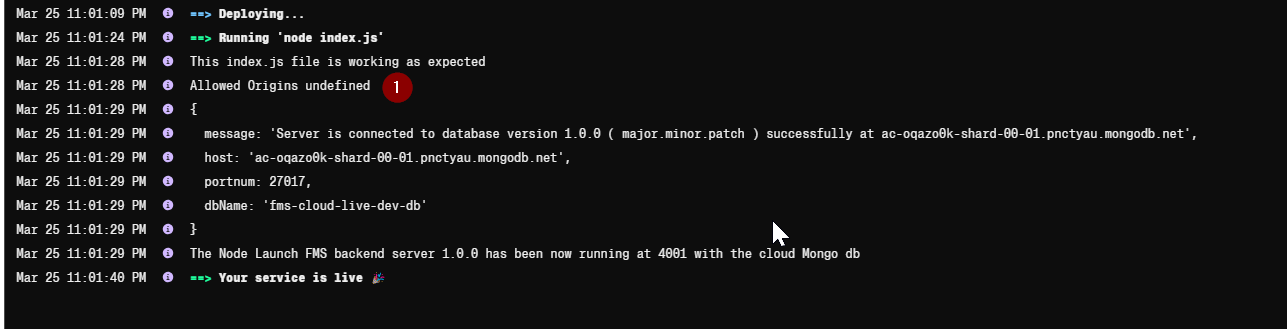 Mar 25 11:01:09 PM ==> Deploying...
Mar 25 11:01:24 PM ==> Running 'node index.js'
Mar 25 11:01:28 PM This index.js file is working as expected
Mar 25 11:01:28 PM Allowed Origins undefined 1
Mar 25 11:01:29 PM {
Mar 25 11:01:29 PM message: 'Server is connected to database version 1.0.0 ( major.minor.patch ) successfully at ac-oqazo0k-shard-00-01.pnctyau.mongodb.net',
Mar 25 11:01:29 PM host: 'ac-oqazo0k-shard-00-01.pnctyau.mongodb.net',
Mar 25 11:01:29 PM portnum: 27017,
Mar 25 11:01:29 PM dbName: 'fms-cloud-live-dev-db'
Mar 25 11:01:29 PM }
Mar 25 11:01:29 PM The Node Launch FMS backend server 1.0.0 has been now running at 4001 with the cloud Mongo db
Mar 25 11:01:40 PM ==> Your service is live 🎉